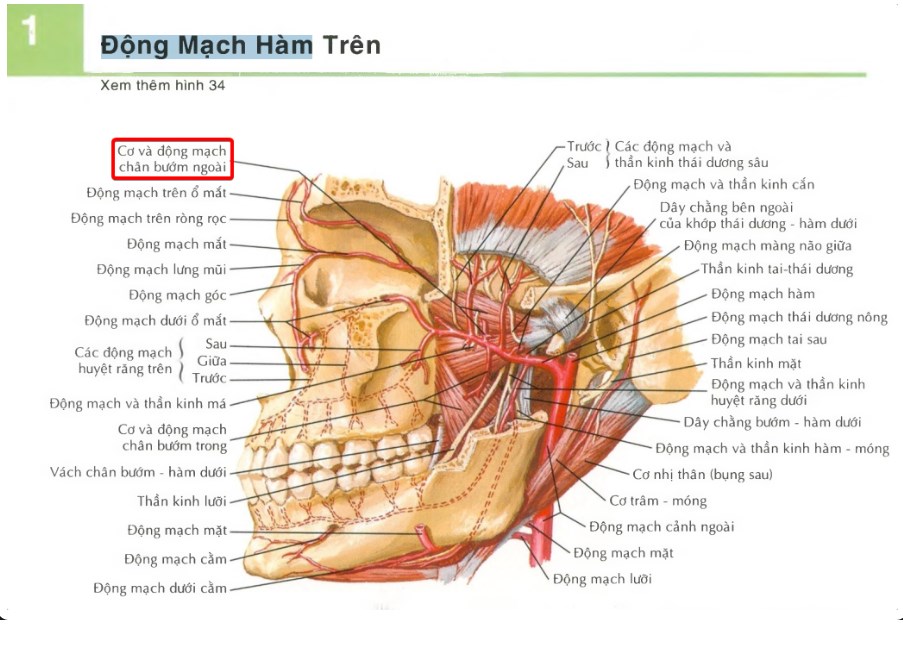 1
Động Mạch Hàm Trên
Xem thêm hình 34
Cơ và động mạch
chân bướm ngoài
Động mạch trên ổ mắt
Động mạch trên ròng rọc
Động mạch mắt
Động mạch lưng mũi
Động mạch góc
Động mạch dưới ổ mắt
Các động mạch
huyệt răng trên
Sau
Giữa
Trước
Động mạch và thần kinh má
Cơ và động mạch
chân bướm trong
Vách chân bướm - hàm dưới
Thần kinh lưỡi
Động mạch mặt
Động mạch cằm
Động mạch dưới cằm
Trước
Sau
Các động mạch và
thần kinh thái dương sâu
Động mạch và thần kinh cắn
Dây chằng bên ngoài
của khớp thái dương - hàm dưới
Động mạch màng não giữa
Thần kinh tai-thái dương
Động mạch hàm
Động mạch thái dương nông
Động mạch tai sau
Thần kinh mặt
Động mạch và thần kinh
huyệt răng dưới
Dây chằng bướm - hàm dưới
Động mạch và thần kinh hàm - móng
Cơ nhị thân (bụng sau)
Cơ trâm - móng
Động mạch cảnh ngoài
Động mạch mặt
Động mạch lưỡi